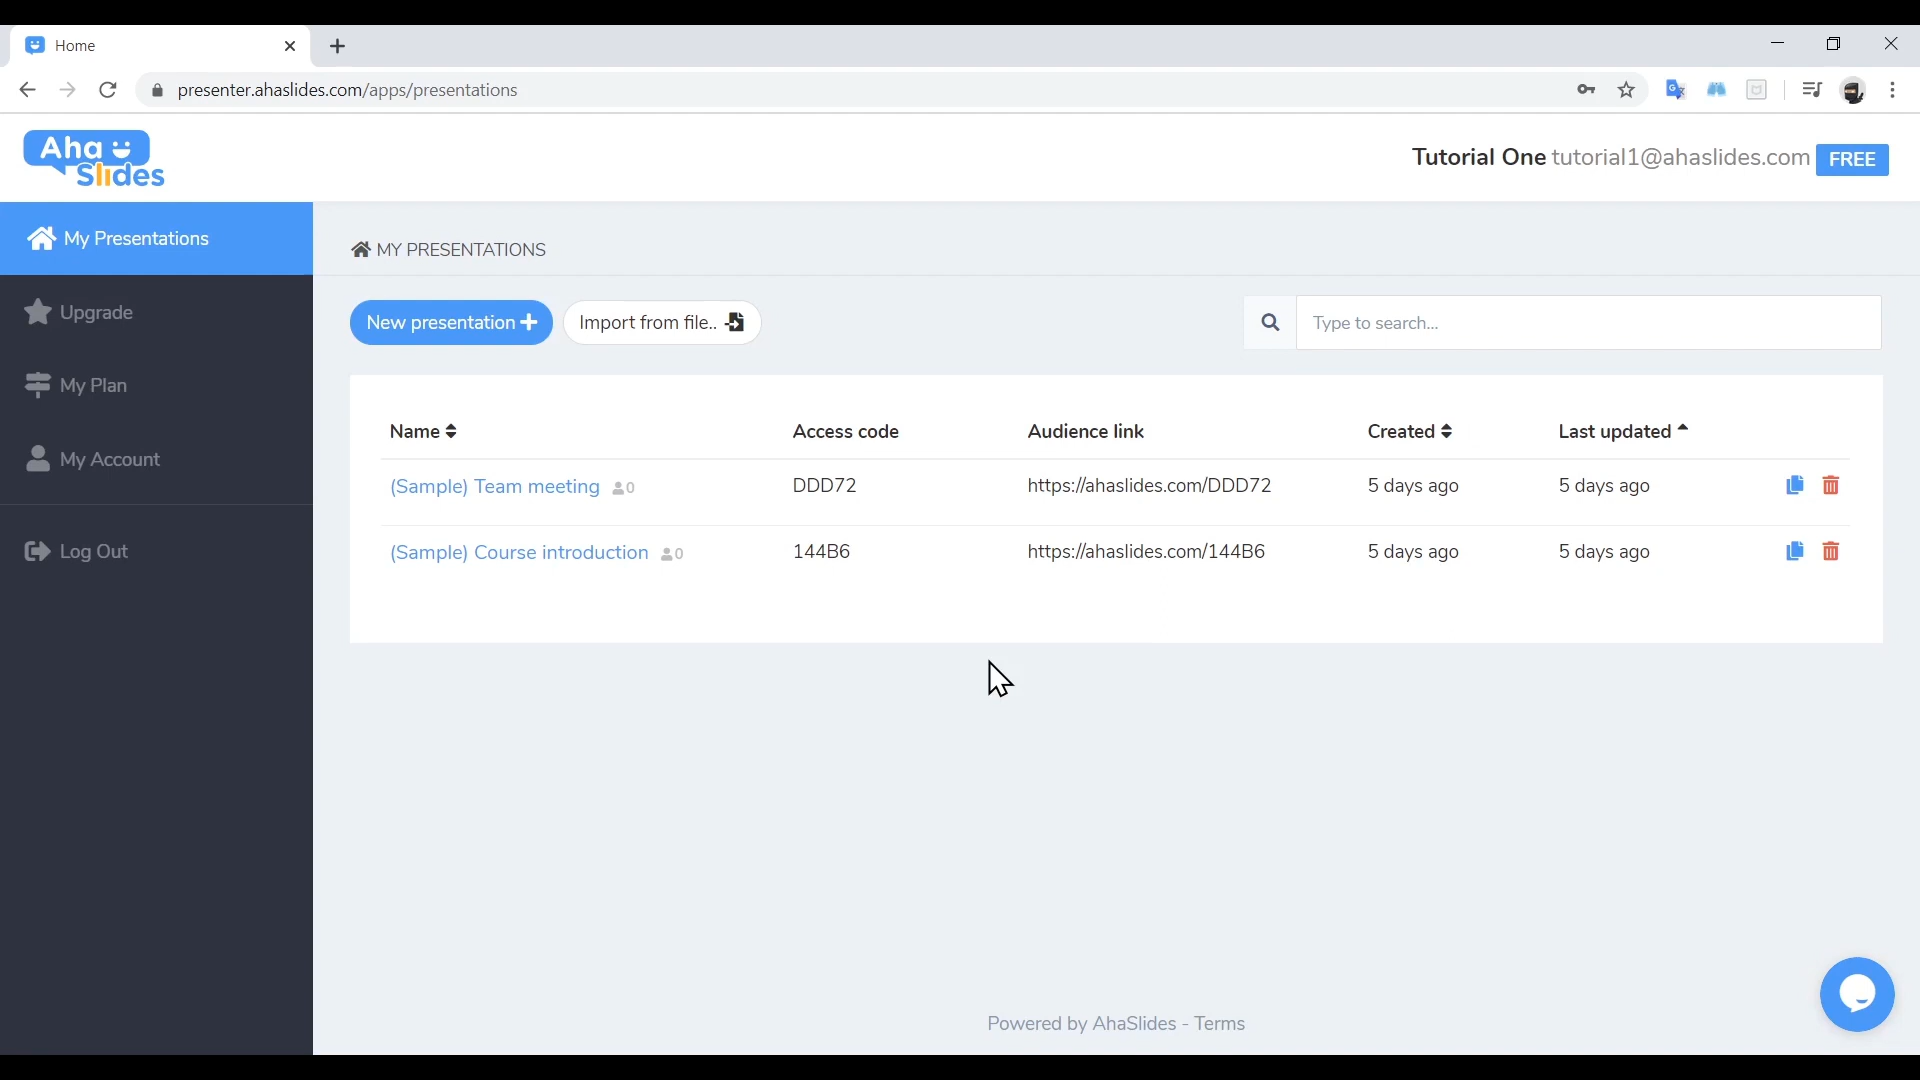 Home
presenter.ahaslides.com/apps/presentations
Aha
Slides
Tutorial One tutorial1@ahaslides.com FREE
My Presentations
Upgrade
My Plan
My Account
Log Out
MY PRESENTATIONS
New presentation Import from file..
Type to search...
Name Access code Audience link Created Last updated
(Sample) Team meeting 0 DDD72 https://ahaslides.com/DDD72 5 days ago 5 days ago
(Sample) Course introduction 0 144B6 https://ahaslides.com/144B6 5 days ago 5 days ago
Powered by AhaSlides - Terms